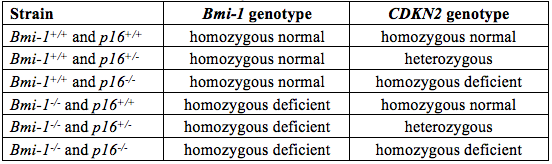 Strain Bmi-1 genotype CDKN2 genotype
Bmi-1+/+ and p16+/+ homozygous normal homozygous normal
Bmi-1+/+ and p16+/- homozygous normal heterozygous
Bmi-1+/+ and p16-/- homozygous normal homozygous deficient
Bmi-1-/- and p16+/+ homozygous deficient homozygous normal
Bmi-1-/- and p16+/- homozygous deficient heterozygous
Bmi-1-/- and p16-/- homozygous deficient homozygous deficient